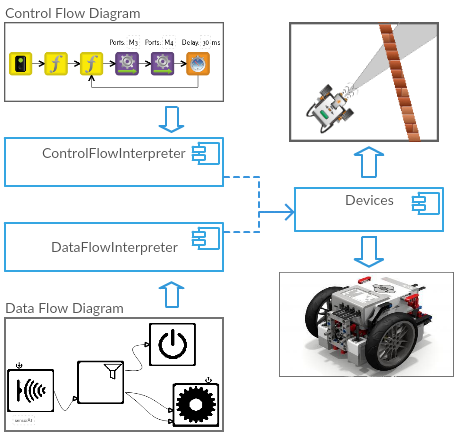 Control Flow Diagram
Ports: M3 Ports: M4 Delay: 30 ms
ControlFlowInterpreter
Devices
DataFlowInterpreter
Data Flow Diagram